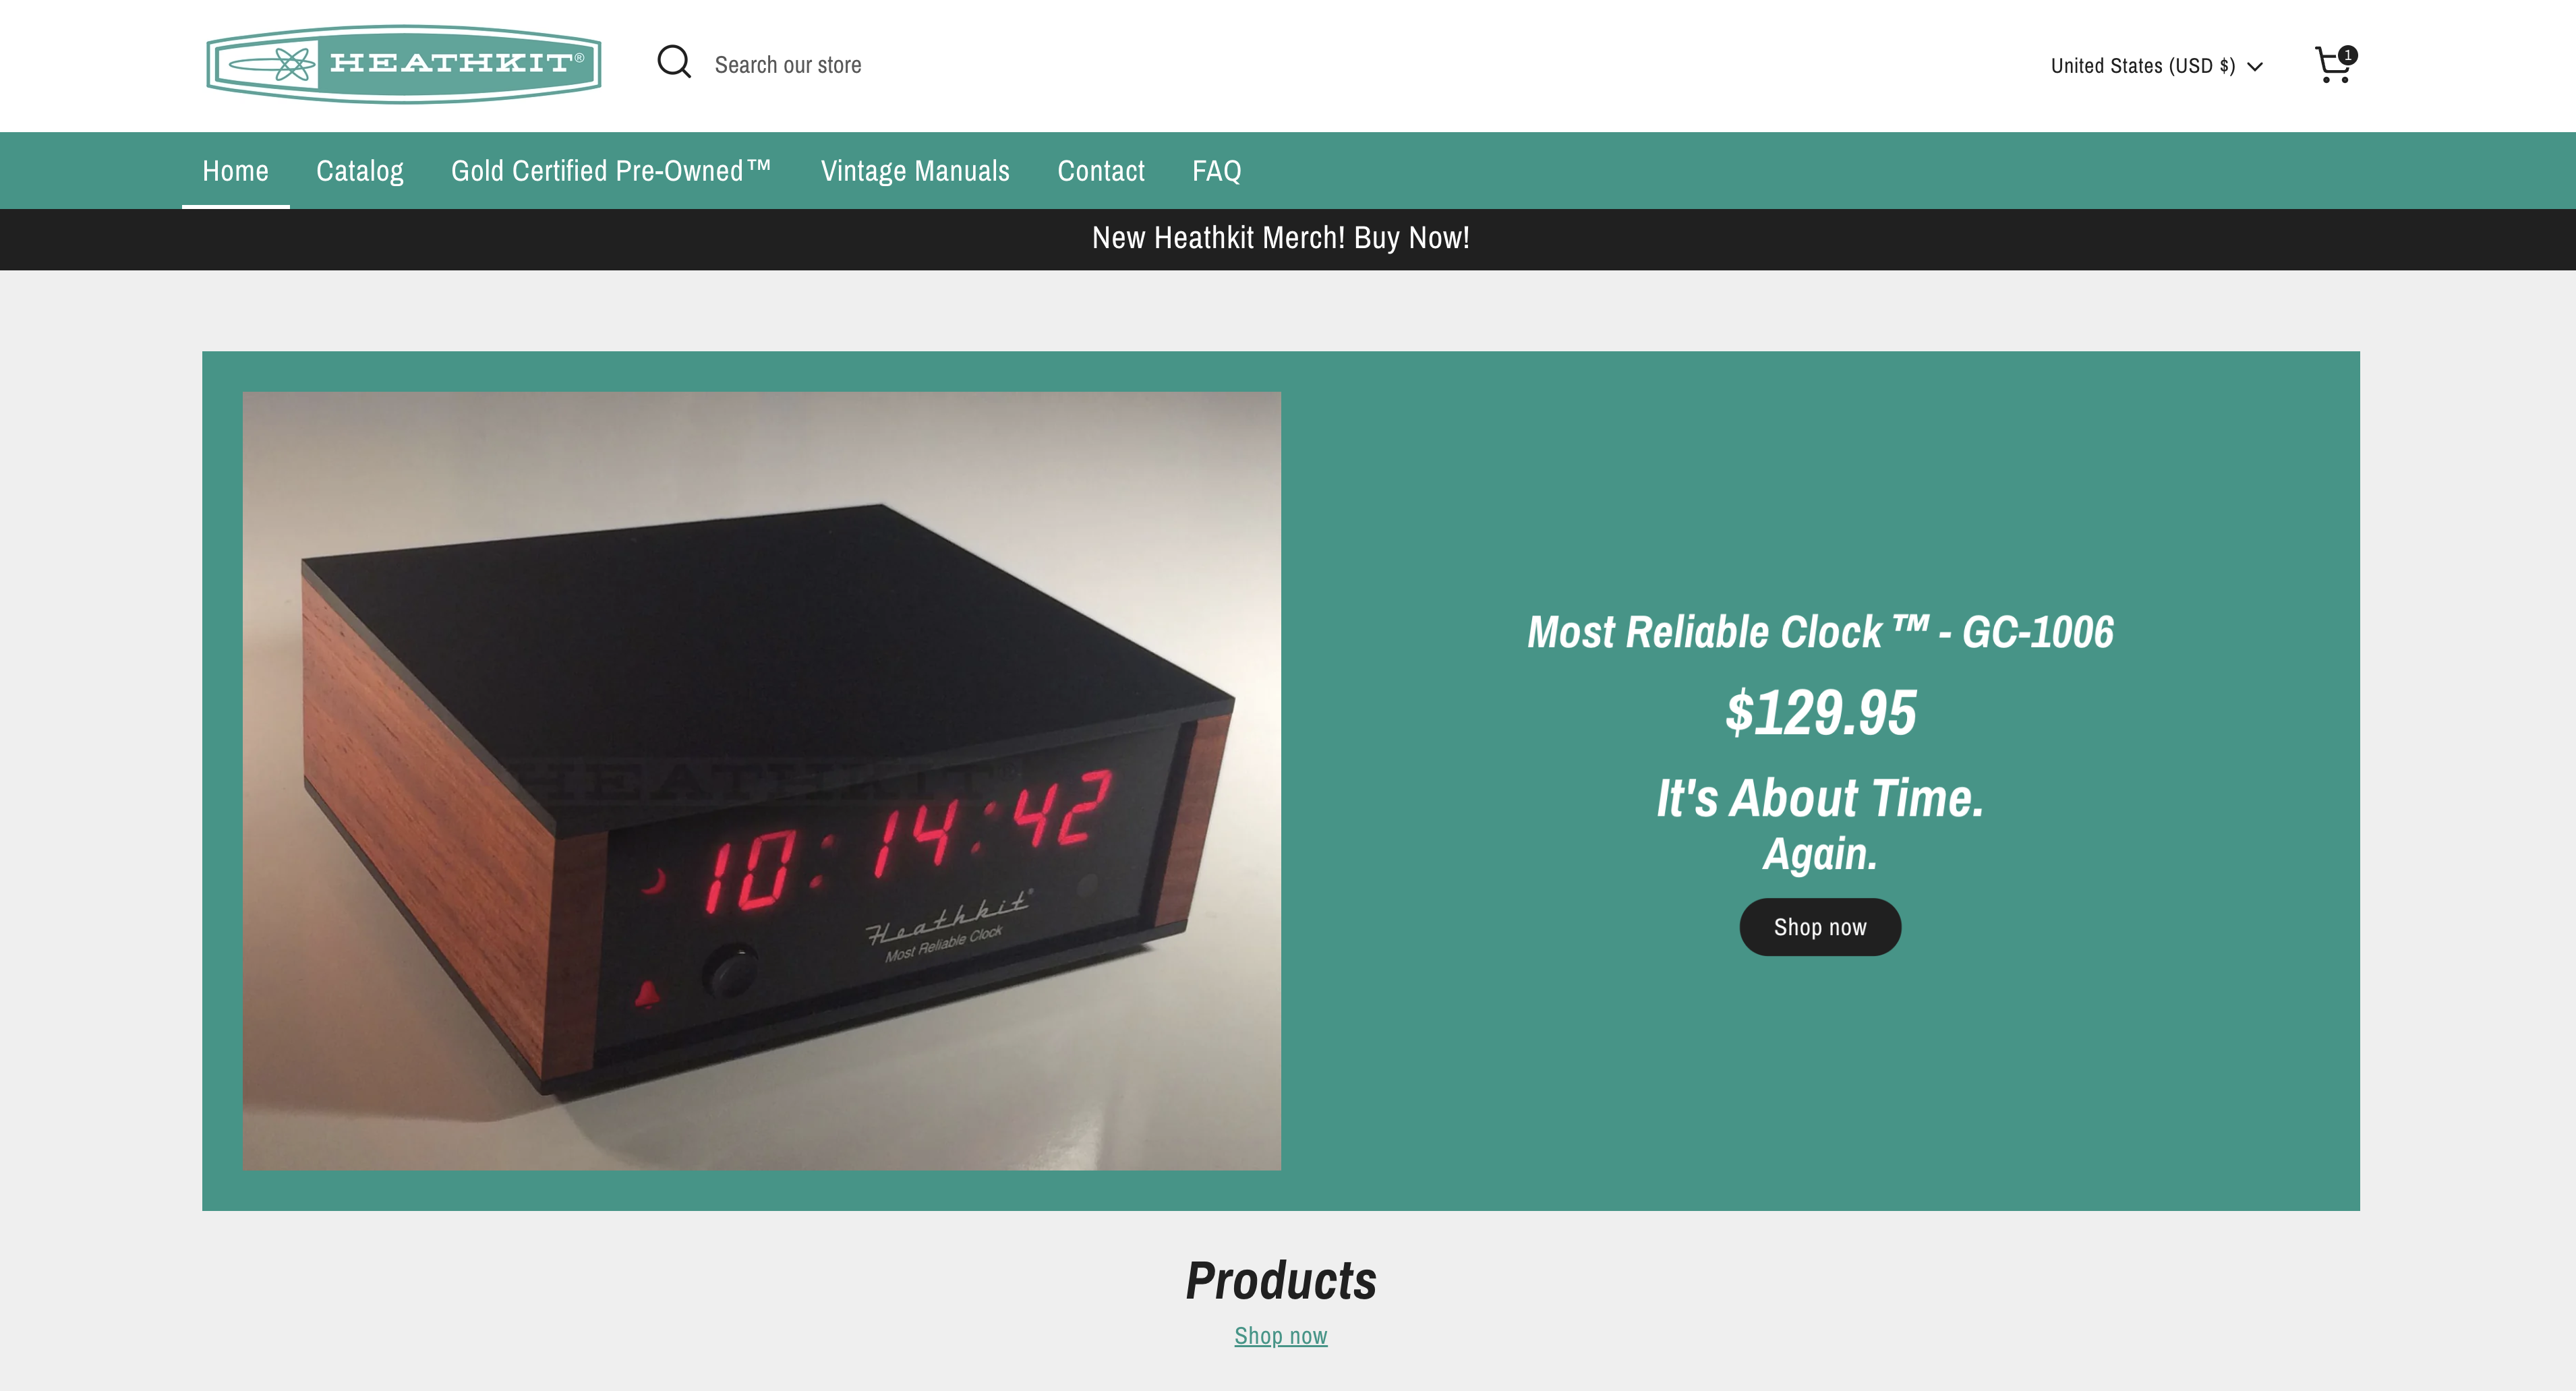 HEATHKIT®
Search our store
United States (USD $)
1
Home
Catalog
Gold Certified Pre-Owned™
Vintage Manuals
Contact
FAQ
New Heathkit Merch! Buy Now!
HEATHKIT
10:14:42
Heathkit®
Most Reliable Clock
Most Reliable Clock ™ - GC-1006
$129.95
It's About Time.
Again.
Shop now
Products
Shop now